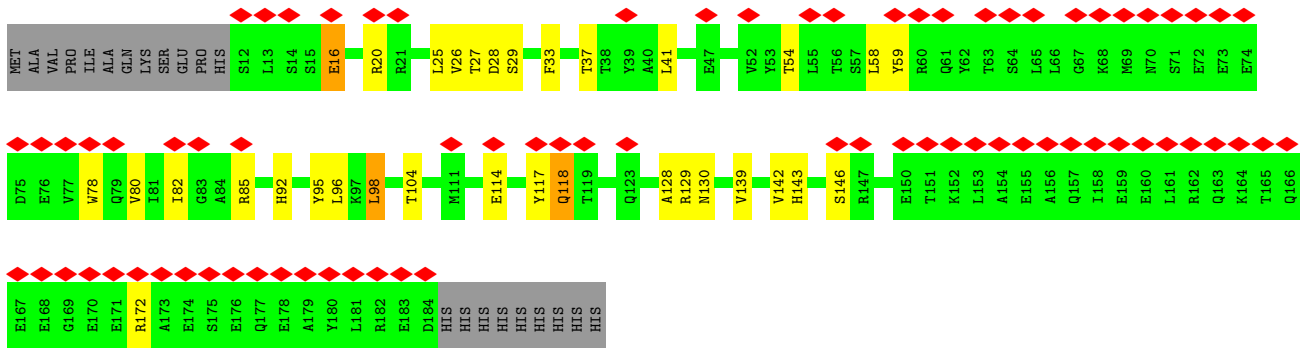 MET ALA VAL PRO ILE ALA GLN LYS SER GLU PRO HIS S12 L13 S14 S15 E16 R20 R21 L25 V26 T27 D28 S29 F33 T37 T38 Y39 A40 L41 E47 V52 Y53 T54 L55 T56 S57 L58 Y59 R60 Q61 Y62 T63 S64 L65 L66 G67 K68 M69 N70 S71 E72 E73 E74
D75 E76 V77 W78 Q79 V80 I81 I82 G83 A84 R85 H92 Y95 L96 K97 L98 T104 M111 E114 Y117 Q118 T119 Q123 A128 R129 N130 V139 V142 H143 S146 R147 E150 T151 K152 L153 A154 E155 A156 Q157 I158 E159 E160 L161 R162 Q163 K164 T165 Q166
E167 E168 G169 E170 E171 R172 A173 E174 S175 E176 Q177 E178 A179 Y180 L181 R182 E183 D184 HIS HIS HIS HIS HIS HIS HIS HIS